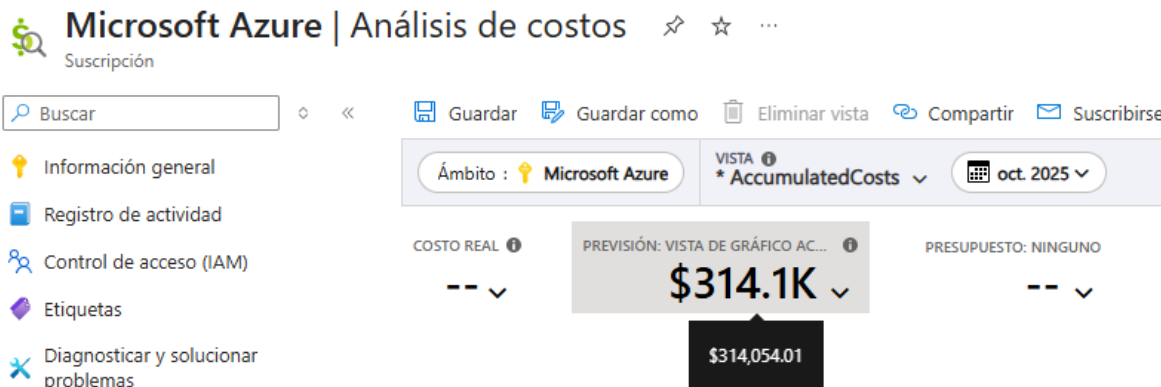 Microsoft Azure | Análisis de costos
Suscripción
Buscar
Guardar
Guardar como
Eliminar vista
Compartir
Suscribirse
Información general
Registro de actividad
Control de acceso (IAM)
Etiquetas
Diagnosticar y solucionar
problemas
Ámbito : Microsoft Azure
VISTA
* AccumulatedCosts
oct. 2025
COSTO REAL
--
PREVISIÓN: VISTA DE GRÁFICO AC...
$314.1K
$314,054.01
PRESUPUESTO: NINGUNO
--